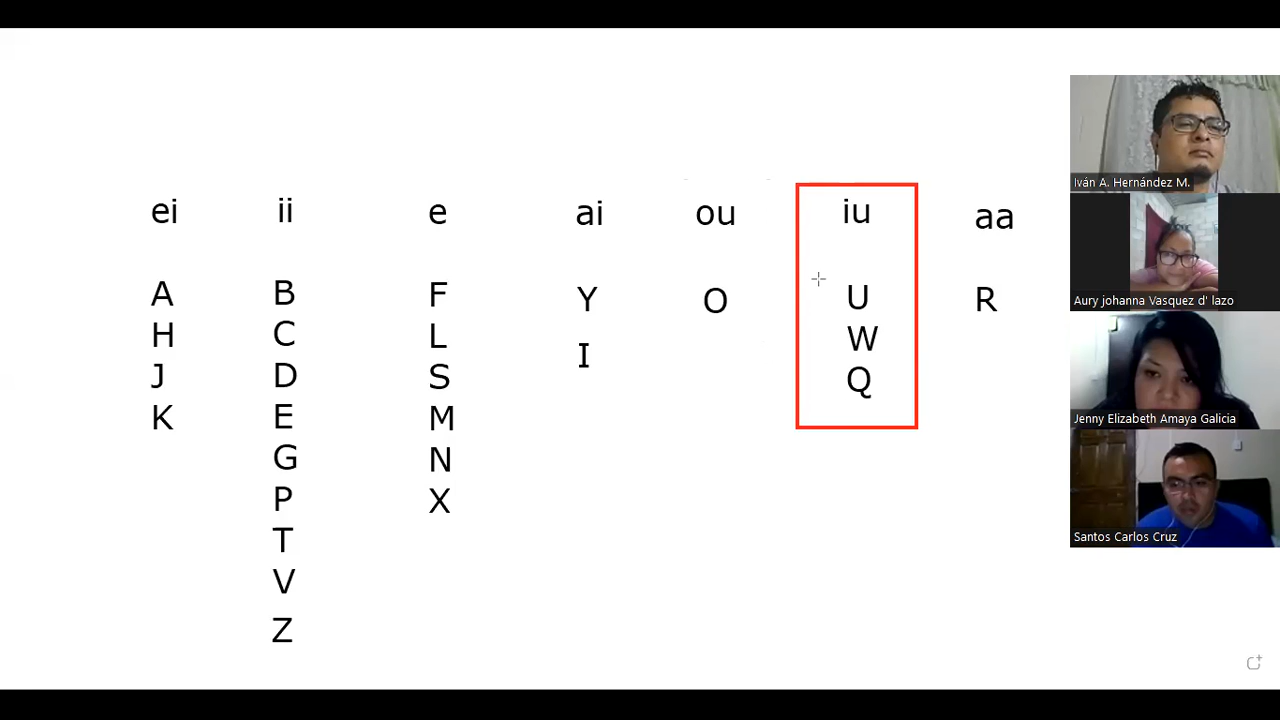 ei ii e ai ou iu aa
A B F Y O U R
H C L I W
J D S Q
K E M
G N
P X
T
V
Z
Iván A. Hernández M.
Aury johanna Vasquez d' lazo
Jenny Elizabeth Amaya Galicia
Santos Carlos Cruz